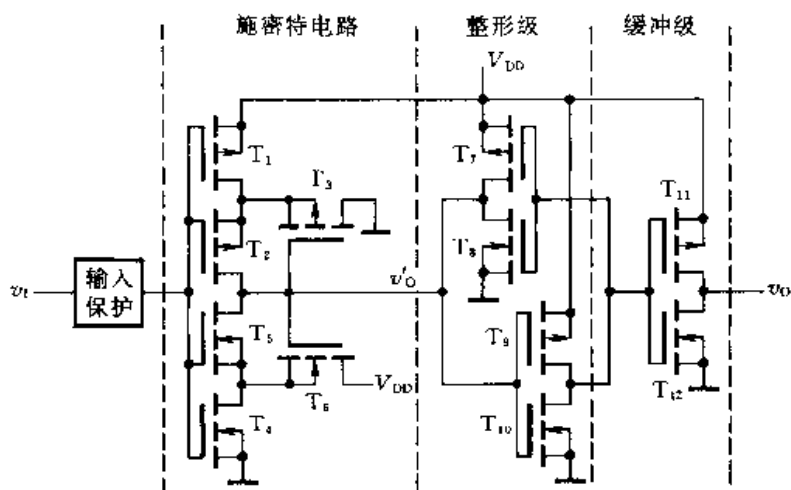 施密特电路
整形级
缓冲级
V_DD
T_1
T_3
T_2
T_7
T_8
T_11
v_I
输入
保护
v'_O
v_O
T_5
T_6
V_DD
T_4
T_9
T_10
T_12